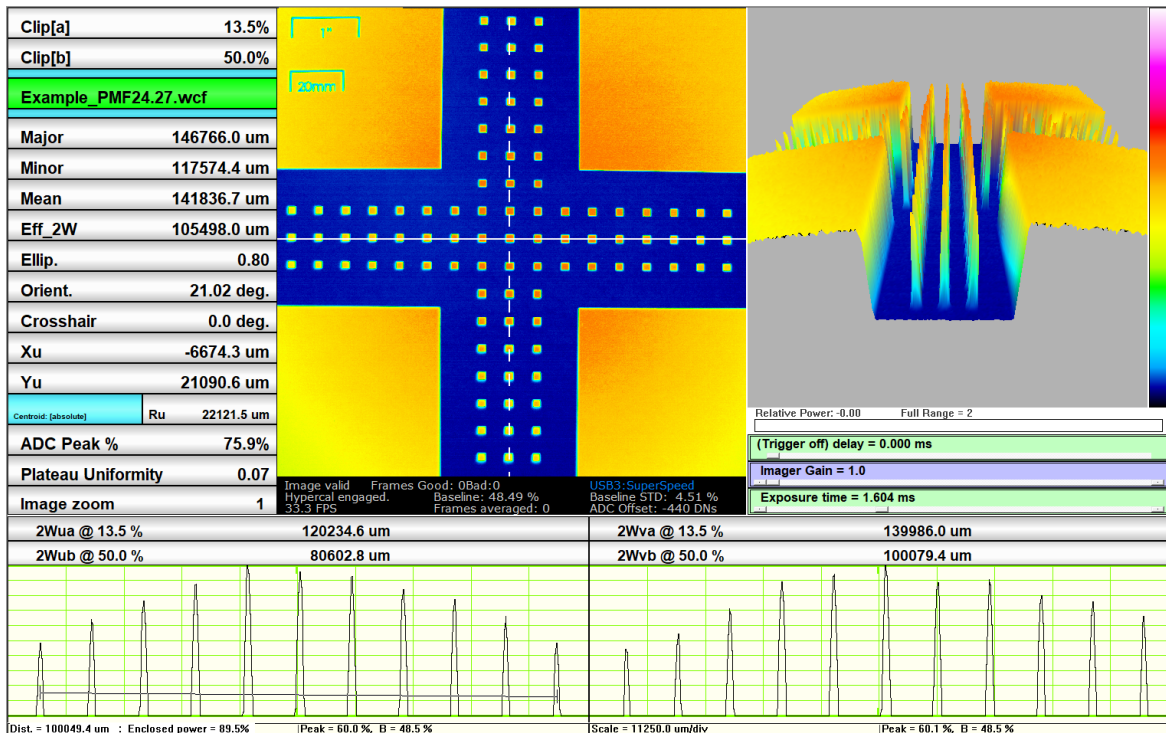 Clip[a] 13.5%
Clip[b] 50.0%
Example_PMF24.27.wcf
Major 146766.0 um
Minor 117574.4 um
Mean 141836.7 um
Eff_2W 105498.0 um
Ellip. 0.80
Orient. 21.02 deg.
Crosshair 0.0 deg.
Xu -6674.3 um
Yu 21090.6 um
Centroid: [absolute] Ru 22121.5 um
ADC Peak % 75.9%
Plateau Uniformity 0.07
Image zoom 1
1"
20mm
Image valid Frames Good: 0Bad:0 USB3:SuperSpeed
Hypercal engaged. Baseline: 48.49 % Baseline STD: 4.51 %
33.3 FPS Frames averaged: 0 ADC Offset: -440 DNs
Relative Power: -0.00 Full Range = 2
(Trigger off) delay = 0.000 ms
Imager Gain = 1.0
Exposure time = 1.604 ms
2Wua @ 13.5 % 120234.6 um 2Wva @ 13.5 % 139986.0 um
2Wub @ 50.0 % 80602.8 um 2Wvb @ 50.0 % 100079.4 um
Dist. = 100049.4 um : Enclosed power = 89.5% Peak = 60.0 %, B = 48.5 % Scale = 11250.0 um/div Peak = 60.1 %, B = 48.5 %